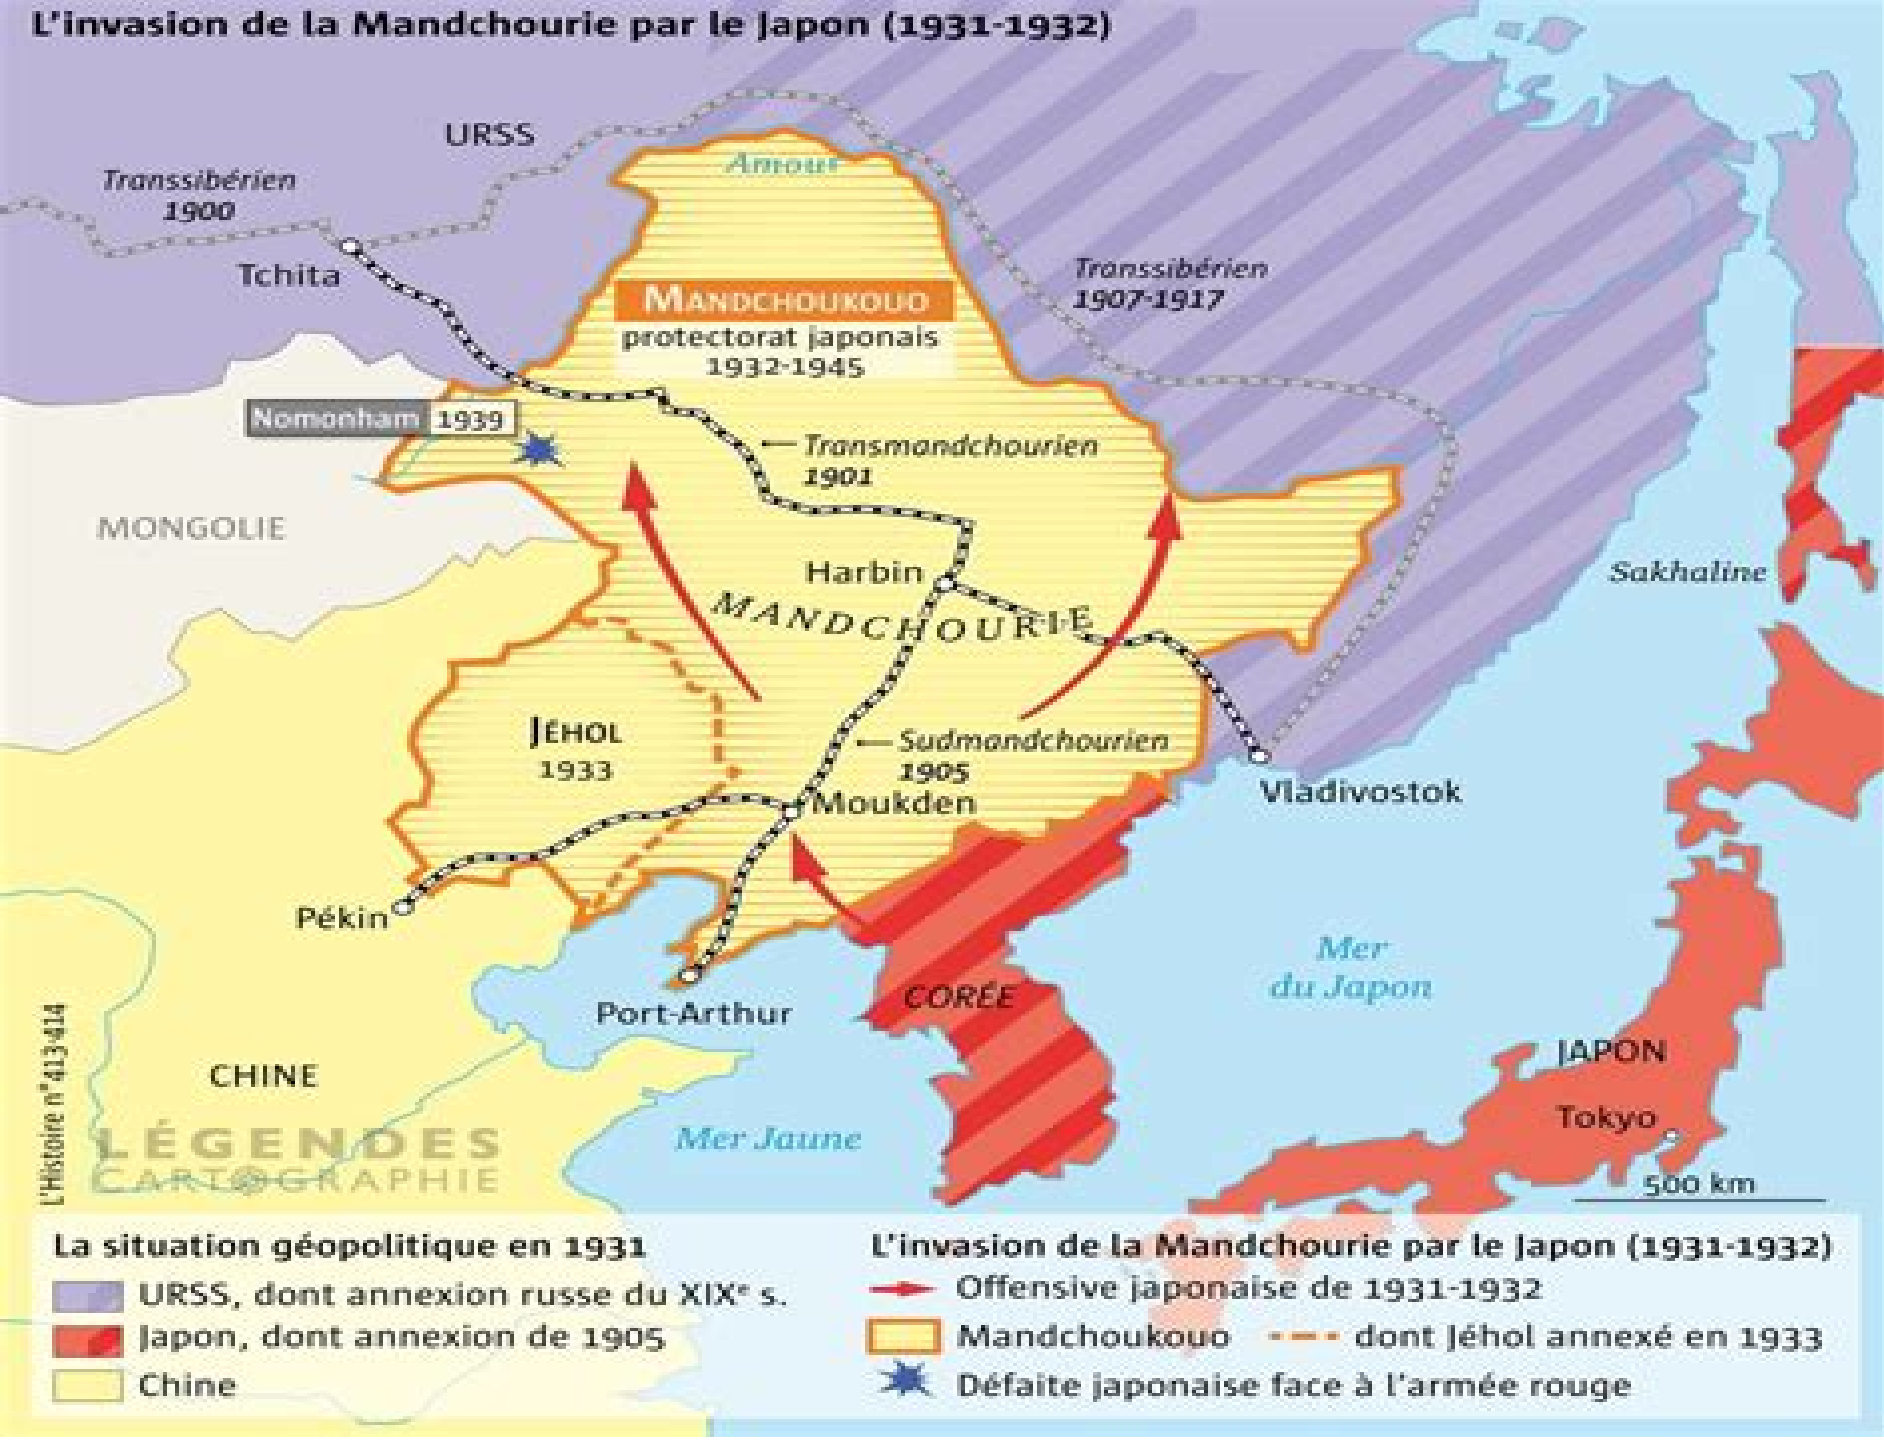 L'invasion de la Mandchourie par le Japon (1931-1932)
URSS
Amour
Transsibérien
1900
Tchita
Transsibérien
1907-1917
MANDCHOUKOUO
protectorat japonais
1932-1945
Nomonham 1939
Transmandchourien
1901
MONGOLIE
Harbin
MANDCHOURIE
Sakhaline
JÉHOL
1933
Sudmandchourien
1905
Moukden
Vladivostok
Pékin
Port-Arthur
CORÉE
Mer
du Japon
CHINE
JAPON
Tokyo
Mer Jaune
500 km
L'Histoire n°413-414
LÉGENDES
CARTOGRAPHIE
La situation géopolitique en 1931
URSS, dont annexion russe du XIXe s.
Japon, dont annexion de 1905
Chine
L'invasion de la Mandchourie par le Japon (1931-1932)
Offensive japonaise de 1931-1932
Mandchoukouo dont Jéhol annexé en 1933
Défaite japonaise face à l'armée rouge